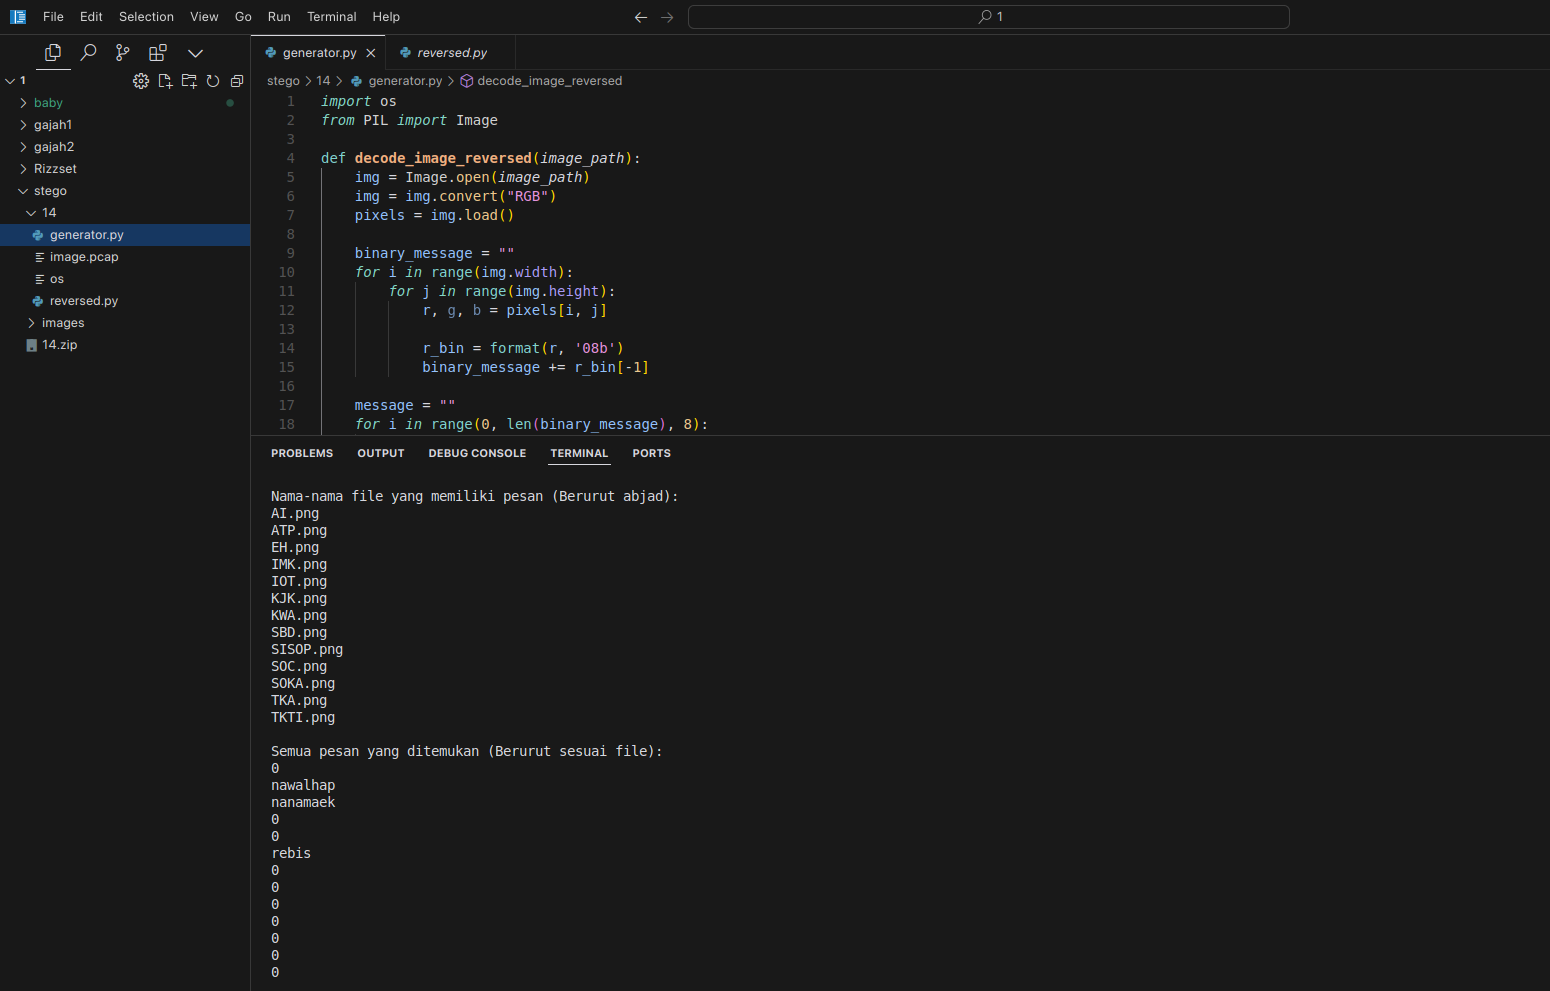 File Edit Selection View Go Run Terminal Help
1
generator.py
reversed.py
1
stego > 14 > generator.py > decode_image_reversed
baby
gajah1
gajah2
Rizzset
stego
14
generator.py
image.pcap
os
reversed.py
images
14.zip
1 import os
2 from PIL import Image
3
4 def decode_image_reversed(image_path):
5 img = Image.open(image_path)
6 img = img.convert("RGB")
7 pixels = img.load()
8
9 binary_message = ""
10 for i in range(img.width):
11 for j in range(img.height):
12 r, g, b = pixels[i, j]
13
14 r_bin = format(r, '08b')
15 binary_message += r_bin[-1]
16
17 message = ""
18 for i in range(0, len(binary_message), 8):
PROBLEMS OUTPUT DEBUG CONSOLE TERMINAL PORTS
Nama-nama file yang memiliki pesan (Berurut abjad):
AI.png
ATP.png
EH.png
IMK.png
IOT.png
KJK.png
KWA.png
SBD.png
SISOP.png
SOC.png
SOKA.png
TKA.png
TKTI.png
Semua pesan yang ditemukan (Berurut sesuai file):
0
nawalhap
nanamaek
0
0
rebis
0
0
0
0
0
0
0